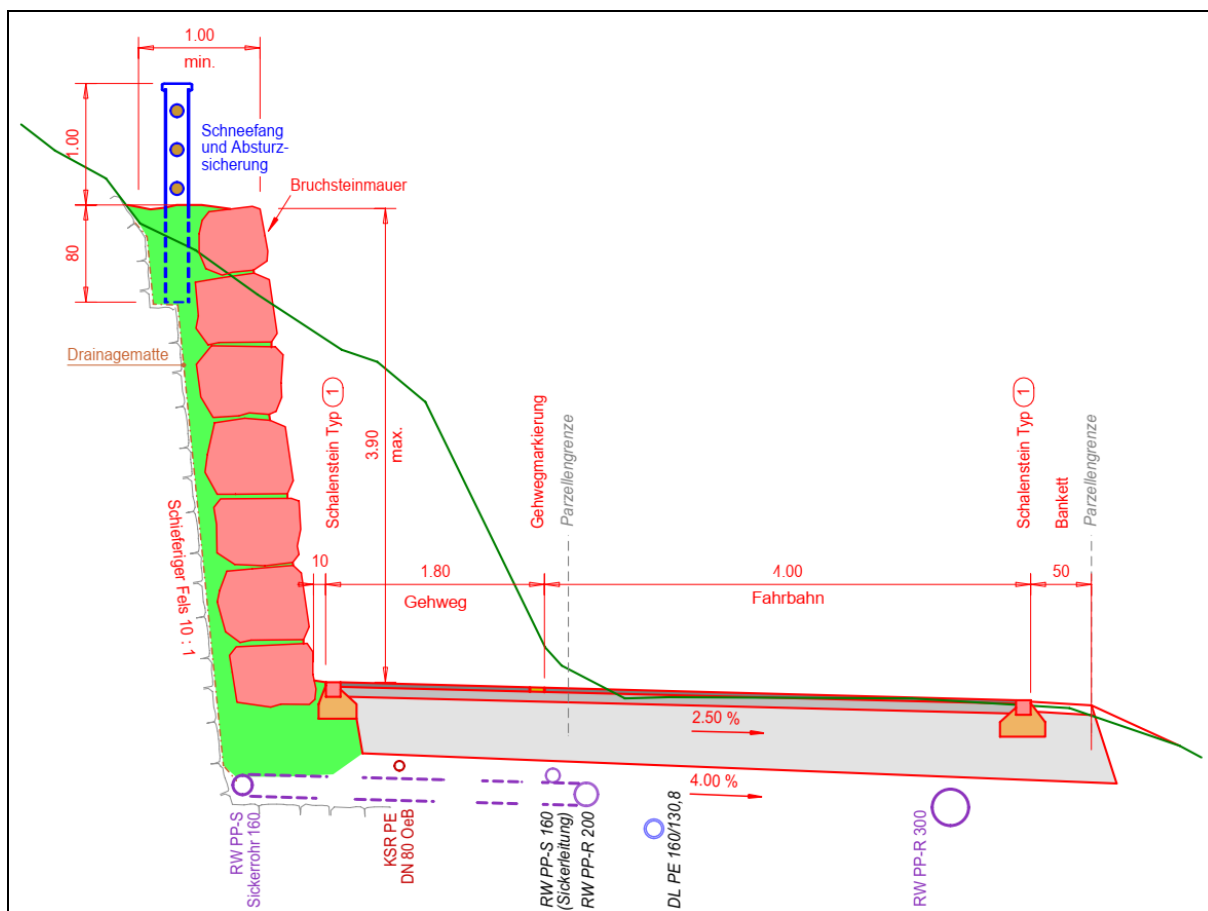 1.00
min.
1.00
80
Schneefang
und Absturz-
sicherung
Bruchsteinmauer
Drainagematte
Schieferiger Fels 10 : 1
Schalenstein Typ 1
3.90
max.
Gehwegmarkierung
Parzellengrenze
Schalenstein Typ 1
Bankett
Parzellengrenze
10
1.80
4.00
50
Gehweg
Fahrbahn
2.50 %
4.00 %
RW PP-S
Sickerrohr 160
KSR PE
DN 80 OeB
RW PP-S 160
(Sickerleitung)
RW PP-R 200
DL PE 160/130,8
RW PP-R 300